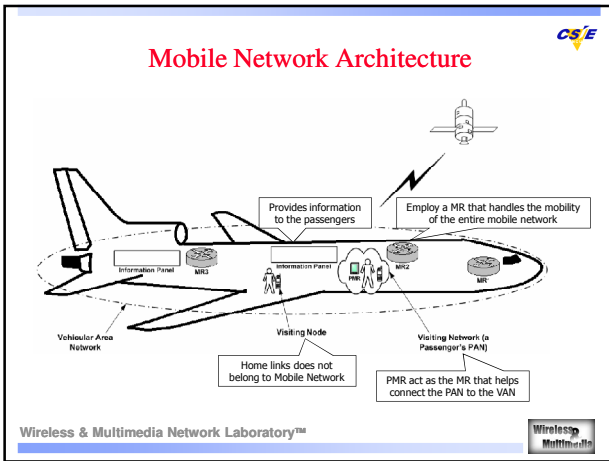 CSIE
Mobile Network Architecture
Provides information
to the passengers
Employ a MR that handles the mobility
of the entire mobile network
Information Panel
MR3
Information Panel
PMR
MR2
MR
Vehicular Area
Network
Visiting Node
Visiting Network (a
Passenger's PAN)
Home links does not
belong to Mobile Network
PMR act as the MR that helps
connect the PAN to the VAN
Wireless & Multimedia Network Laboratory™
Wireless
Multimedia